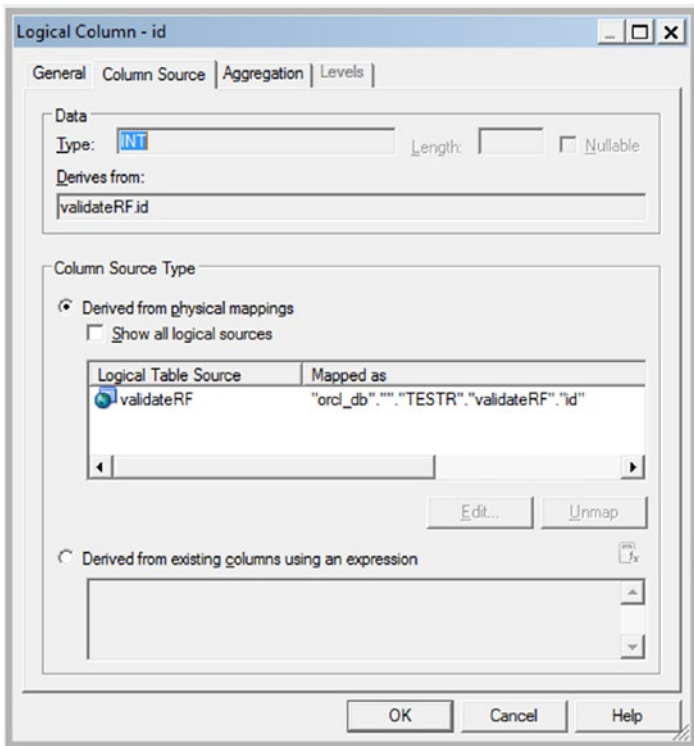 Logical Column - id
General Column Source Aggregation Levels
Data
Type: INT Length: Nullable
Derives from:
validateRF.id
Column Source Type
Derived from physical mappings
Show all logical sources
Logical Table Source Mapped as
validateRF "orcl_db".""."TESTR"."validateRF"."id"
Edit... Unmap
Derived from existing columns using an expression
OK Cancel Help